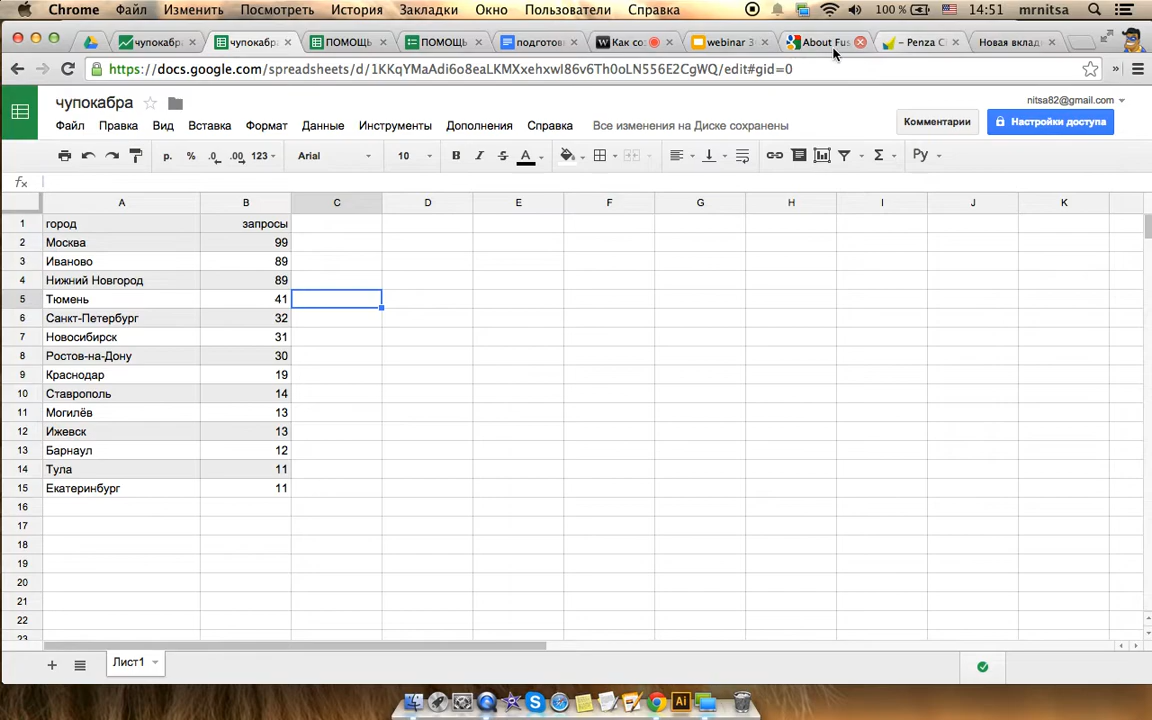 Chrome Файл Изменить Посмотреть История Закладки Окно Пользователи Справка 100 % 14:51 mrnitsa
чупокабра чупокабр ПОМОЩЬ ПОМОЩЬ подготов Как со webinar 3 About Fus – Penza C Новая вклад
https://docs.google.com/spreadsheets/d/1KKqYMaAdi6o8eaLKMXxehxwI86v6Th0oLN556E2CgWQ/edit#gid=0 »
чупокабра nitsa82@gmail.com
Файл Правка Вид Вставка Формат Данные Инструменты Дополнения Справка Все изменения на Диске сохранены Комментарии Настройки доступа
р. % .0 .00 123 Arial 10 B I S A Σ Ру
fx
A B C D E F G H I J K
1 город запросы
2 Москва 99
3 Иваново 89
4 Нижний Новгород 89
5 Тюмень 41
6 Санкт-Петербург 32
7 Новосибирск 31
8 Ростов-на-Дону 30
9 Краснодар 19
10 Ставрополь 14
11 Могилёв 13
12 Ижевск 13
13 Барнаул 12
14 Тула 11
15 Екатеринбург 11
16
17
18
19
20
21
22
23
+ Лист1
S Ai